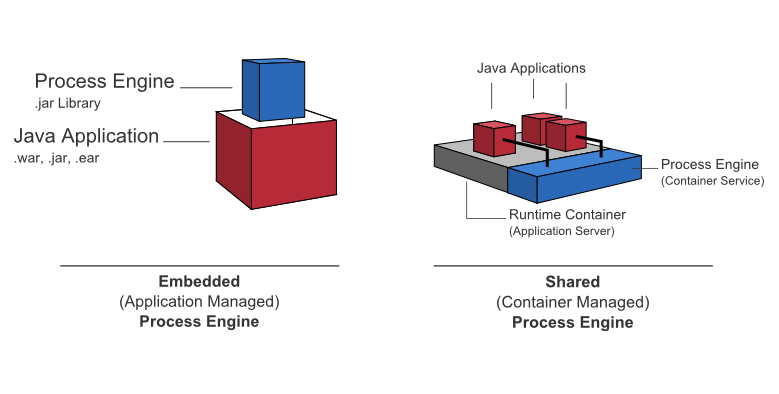 Process Engine
.jar Library
Java Application
.war, .jar, .ear
Embedded
(Application Managed)
Process Engine
Java Applications
Process Engine
(Container Service)
Runtime Container
(Application Server)
Shared
(Container Managed)
Process Engine